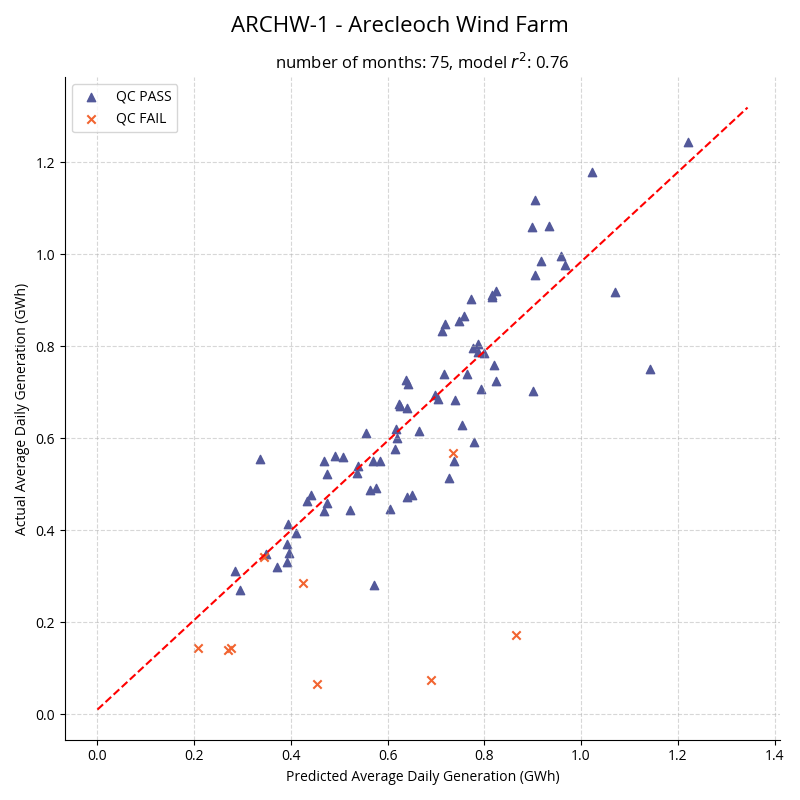 ARCHW-1 - Arecleoch Wind Farm
number of months: 75, model r²: 0.76
QC PASS
QC FAIL
Actual Average Daily Generation (GWh)
1.2
1.0
0.8
0.6
0.4
0.2
0.0
0.0 0.2 0.4 0.6 0.8 1.0 1.2 1.4
Predicted Average Daily Generation (GWh)